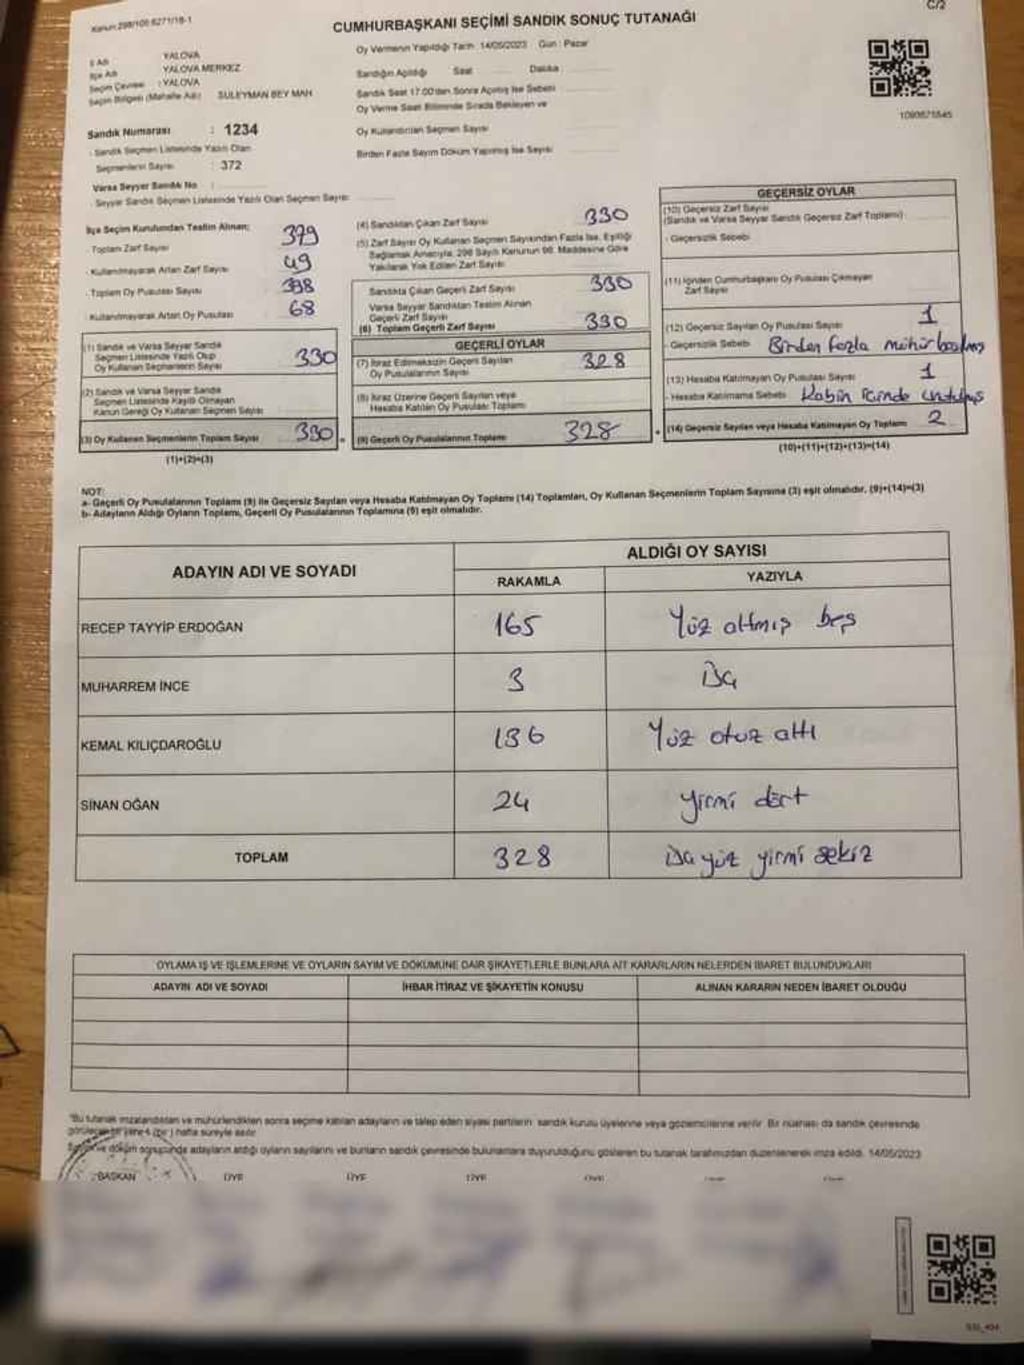 Kanun:298/106 6271/18-1
C/2
CUMHURBAŞKANI SEÇİMİ SANDIK SONUÇ TUTANAĞI
İl Adı YALOVA
İlçe Adı YALOVA MERKEZ
Seçim Çevresi : YALOVA
Seçim Bölgesi (Mahalle Adı) SULEYMAN BEY MAH
Sandık Numarası : 1234
- Sandık Seçmen Listesinde Yazılı Olan
Seçmenlerin Sayısı : 372
Varsa Seyyar Sandık No :
- Seyyar Sandık Seçmen Listesinde Yazılı Olan Seçmen Sayısı
Oy Vermenin Yapıldığı Tarih: 14/05/2023 Gün: Pazar
Sandığın Açıldığı Saat Dakika
Sandık Saat 17.00'den Sonra Açılmış İse Sebebi
Oy Verme Saati Bitiminde Sırada Bekleyen ve
Oy Kullandırılan Seçmen Sayısı
Birden Fazla Sayım Döküm Yapılmış İse Sayısı
1090875845
İlçe Seçim Kurulundan Teslim Alınan;
- Toplam Zarf Sayısı 379
- Kullanılmayarak Artan Zarf Sayısı 49
- Toplam Oy Pusulası Sayısı 398
- Kullanılmayarak Artan Oy Pusulası 68
(1) Sandık ve Varsa Seyyar Sandık
Seçmen Listesinde Yazılı Olup
Oy Kullanan Seçmenlerin Sayısı 330
(2) Sandık ve Varsa Seyyar Sandık
Seçmen Listesinde Kayıtlı Olmayan
Kanun Gereği Oy Kullanan Seçmen Sayısı
(3) Oy Kullanan Seçmenlerin Toplam Sayısı 330
(1)+(2)=(3)
(4) Sandıktan Çıkan Zarf Sayısı 330
(5) Zarf Sayısı Oy Kullanan Seçmen Sayısından Fazla İse, Eşitliği
Sağlamak Amacıyla, 298 Sayılı Kanunun 98. Maddesine Göre
Yakılarak Yok Edilen Zarf Sayısı
Sandıkta Çıkan Geçerli Zarf Sayısı 330
Varsa Seyyar Sandıktan Teslim Alınan
Geçerli Zarf Sayısı
(6) Toplam Geçerli Zarf Sayısı 330
GEÇERLİ OYLAR
(7) İtiraz Edilmeksizin Geçerli Sayılan
Oy Pusulalarının Sayısı 328
(8) İtiraz Üzerine Geçerli Sayılan veya
Hesaba Katılan Oy Pusulası Toplamı
(9) Geçerli Oy Pusulalarının Toplamı 328
GEÇERSİZ OYLAR
(10) Geçersiz Zarf Sayısı
(Sandık ve Varsa Seyyar Sandık Geçersiz Zarf Toplamı)
- Geçersizlik Sebebi
(11) İçinden Cumhurbaşkanı Oy Pusulası Çıkmayan
Zarf Sayısı
(12) Geçersiz Sayılan Oy Pusulası Sayısı 1
- Geçersizlik Sebebi Birden fazla mühür basılmış
(13) Hesaba Katılmayan Oy Pusulası Sayısı 1
- Hesaba Katılmama Sebebi Kabin içinde unutulmuş
(14) Geçersiz Sayılan veya Hesaba Katılmayan Oy Toplamı 2
(10)+(11)+(12)+(13)=(14)
NOT:
a- Geçerli Oy Pusulalarının Toplamı (9) ile Geçersiz Sayılan veya Hesaba Katılmayan Oy Toplamı (14) Toplamları, Oy Kullanan Seçmenlerin Toplam Sayısına (3) eşit olmalıdır. (9)+(14)=(3)
b- Adayların Aldığı Oyların Toplamı, Geçerli Oy Pusulalarının Toplamına (9) eşit olmalıdır.
ADAYIN ADI VE SOYADI
ALDIĞI OY SAYISI
RAKAMLA YAZIYLA
RECEP TAYYİP ERDOĞAN 165 Yüz altmış beş
MUHARREM İNCE 3 Üç
KEMAL KILIÇDAROĞLU 136 Yüz otuz altı
SİNAN OĞAN 24 yirmi dört
TOPLAM 328 Üç yüz yirmi sekiz
OYLAMA İŞ VE İŞLEMLERİNE VE OYLARIN SAYIM VE DÖKÜMÜNE DAİR ŞİKAYETLERLE BUNLARA AİT KARARLARIN NELERDEN İBARET BULUNDUKLARI
ADAYIN ADI VE SOYADI İHBAR İTİRAZ VE ŞİKAYETİN KONUSU ALINAN KARARIN NEDEN İBARET OLDUĞU
"Bu tutanak imzalandıktan ve mühürlendikten sonra seçime katılan adayların ve talep eden siyasi partilerin sandık kurulu üyelerine veya gözlemcilerine verilir. Bir nüshası da sandık çevresinde
hafta süreyle asılır
ve döküm sonucunda adayların aldığı oyların sayılarını ve bunların sandık çevresinde bulunanlara duyurulduğunu gösteren bu tutanak tarafımızdan düzenlenerek imza edildi. 14/05/2023
BAŞKAN ÜYE ÜYE ÜYE ÜYE